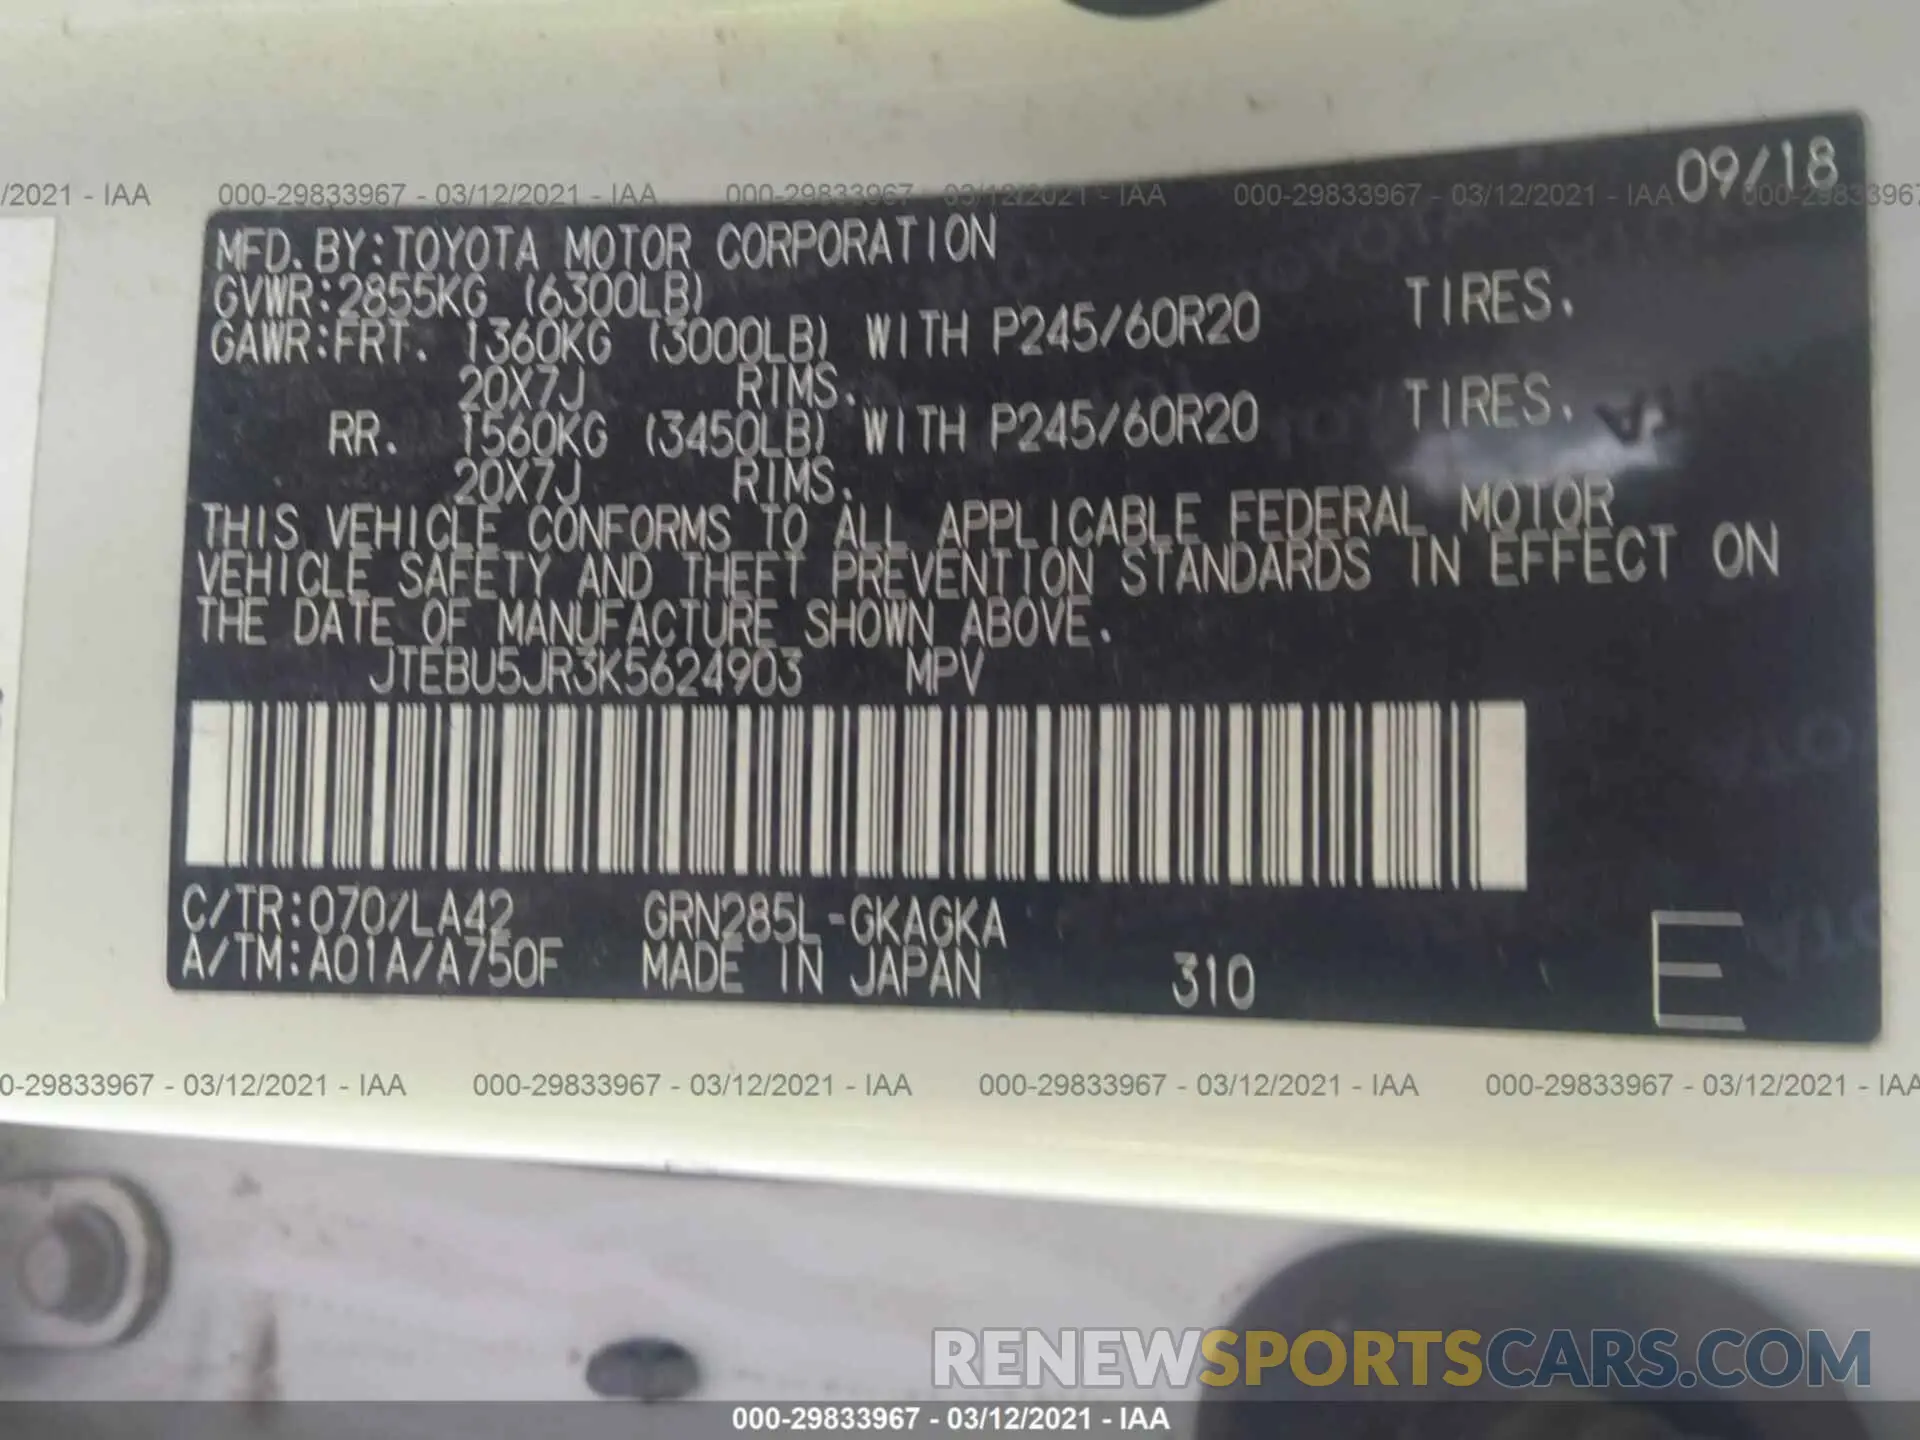 09/18
/2021 - IAA 000-29833967 - 03/12/2021 - IAA 000-29833967 - 03/12/2021 - IAA 000-29833967 - 03/12/2021 - IAA 000-2983396
MFD.BY:TOYOTA MOTOR CORPORATION
GVWR:2855KG (6300LB)
GAWR:FRT. 1360KG (3000LB) WITH P245/60R20 TIRES.
20X7J RIMS.
RR. 1560KG (3450LB) WITH P245/60R20 TIRES.
20X7J RIMS.
THIS VEHICLE CONFORMS TO ALL APPLICABLE FEDERAL MOTOR
VEHICLE SAFETY AND THEFT PREVENTION STANDARDS IN EFFECT ON
THE DATE OF MANUFACTURE SHOWN ABOVE.
JTEBU5JR3K5624903 MPV
C/TR:070/LA42 GRN285L-GKAGKA
A/TM:A01A/A750F MADE IN JAPAN 310 E
0-29833967 - 03/12/2021 - IAA 000-29833967 - 03/12/2021 - IAA 000-29833967 - 03/12/2021 - IAA 000-29833967 - 03/12/2021 - IAA
RENEWSPORTSCARS.COM
000-29833967 - 03/12/2021 - IAA